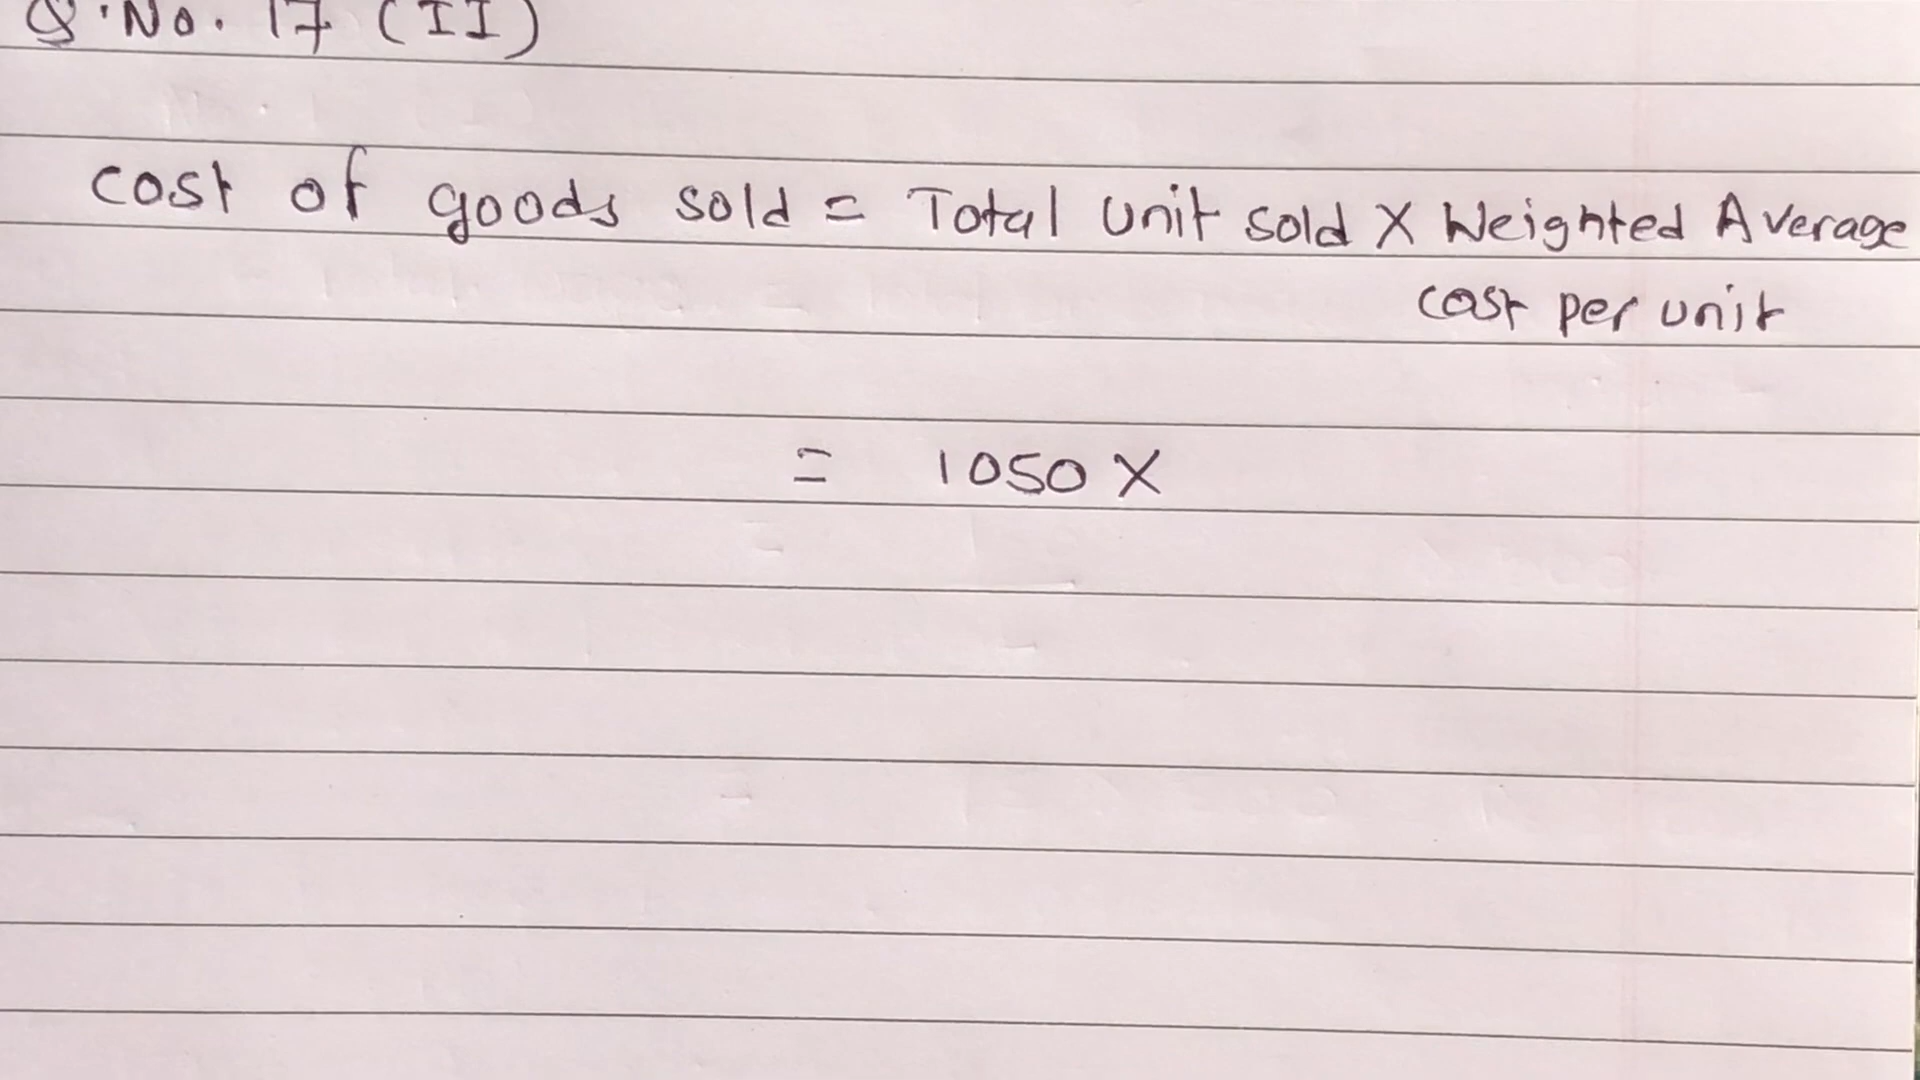 Q.No. 17 (II)
cost of goods sold = Total unit sold X Weighted Average
cost per unit
= 1050 X